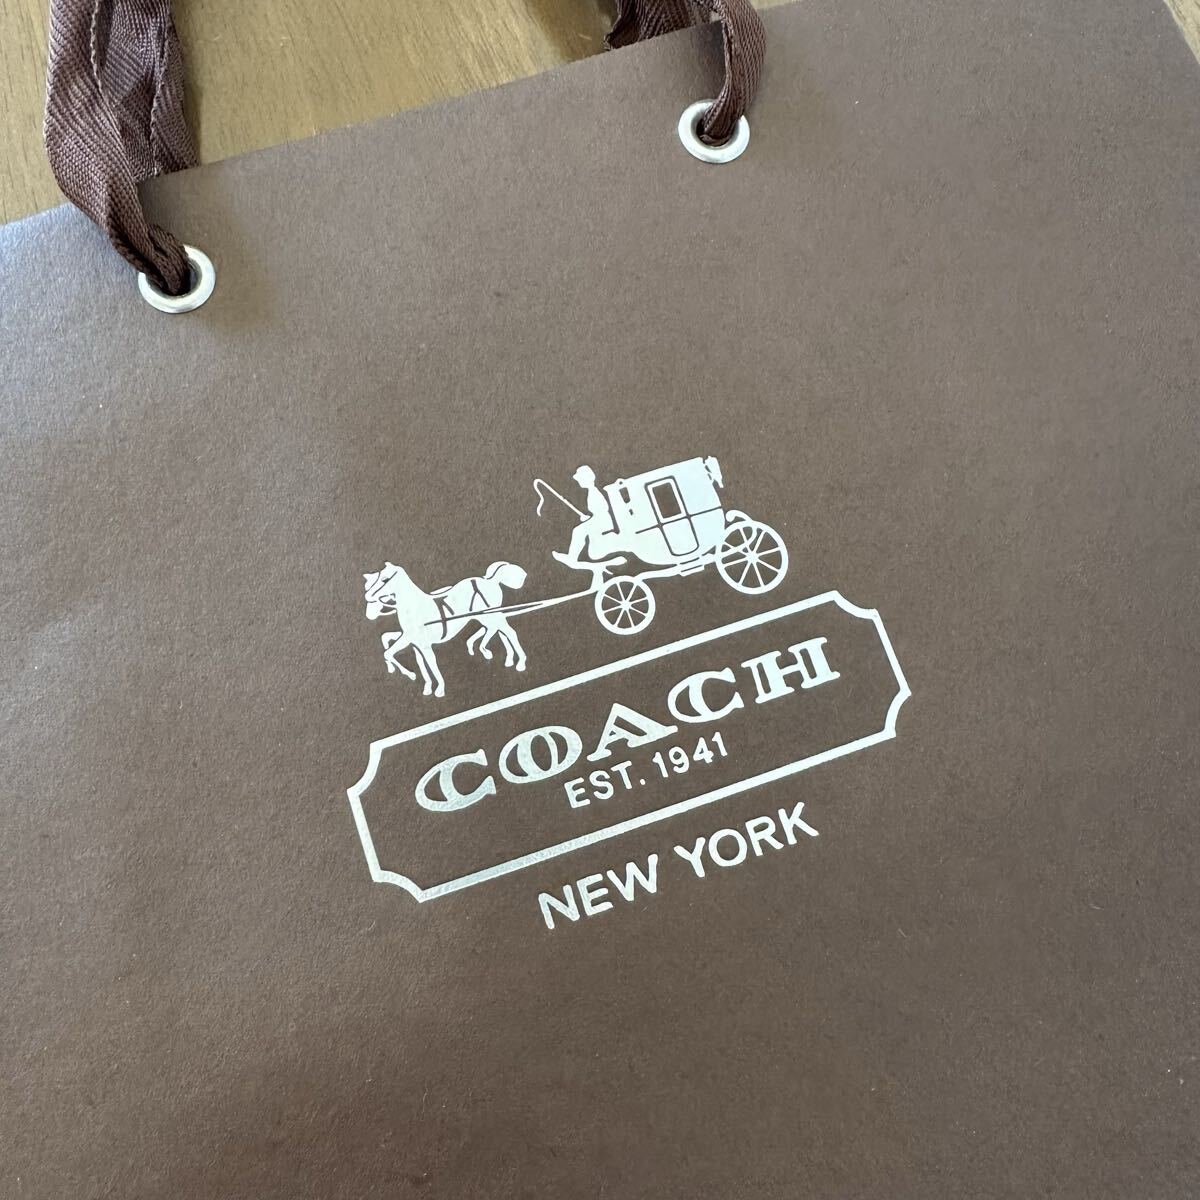 COACH
EST. 1941
NEW YORK